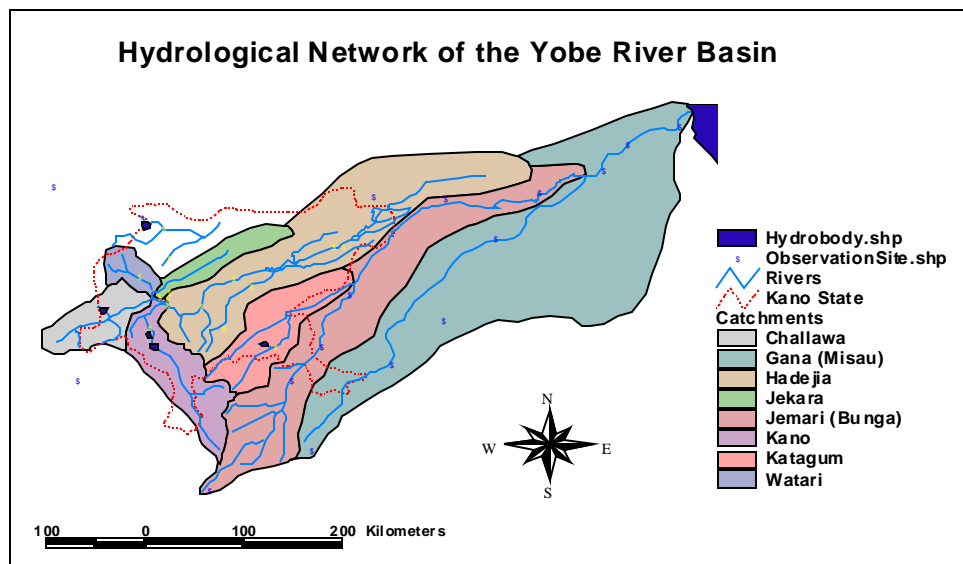 Hydrological Network of the Yobe River Basin
Hydrobody.shp
$ ObservationSite.shp
Rivers
Kano State
Catchments
Challawa
Gana (Misau)
Hadejia
Jekara
Jemari (Bunga)
Kano
Katagum
Watari
N
W E
S
100 0 100 200 Kilometers